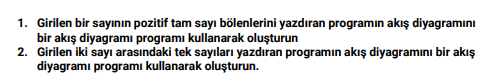 1. Girilen bir sayının pozitif tam sayı bölenlerini yazdıran programın akış diyagramını
bir akış diyagramı programı kullanarak oluşturun
2. Girilen iki sayı arasındaki tek sayıları yazdıran programın akış diyagramını bir akış
diyagramı programı kullanarak oluşturun.